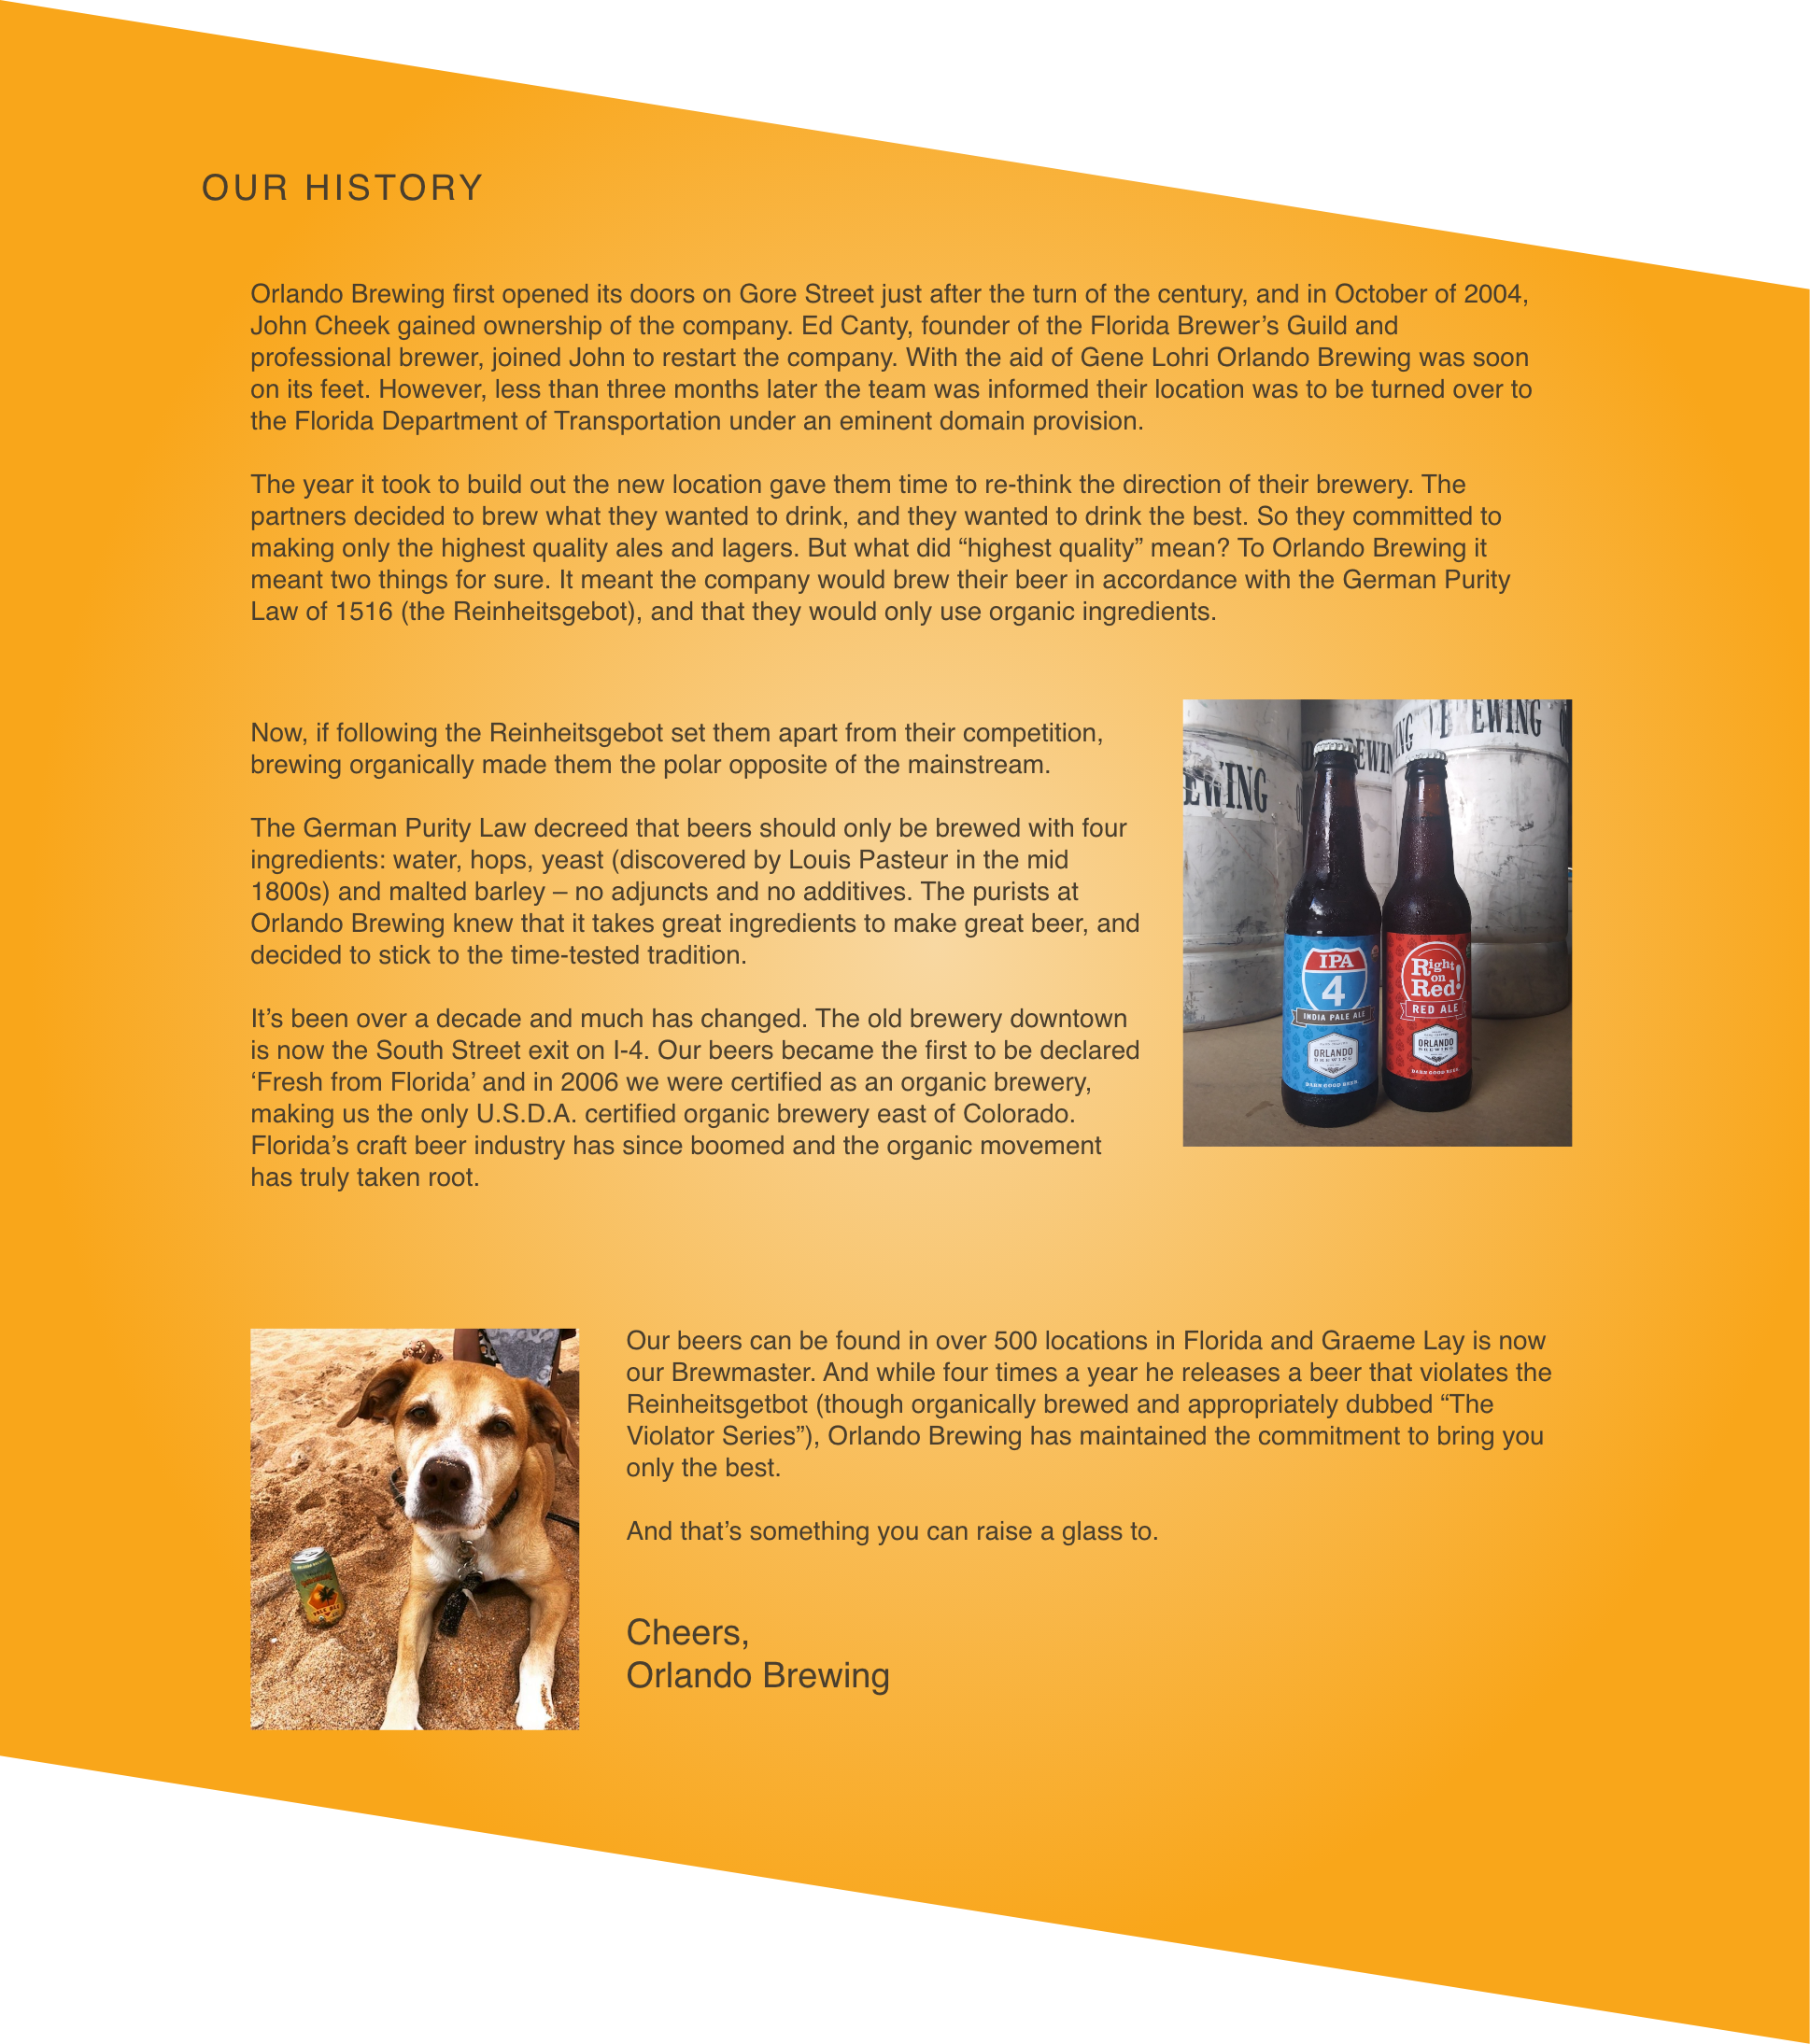 OUR HISTORY
Orlando Brewing first opened its doors on Gore Street just after the turn of the century, and in October of 2004,
John Cheek gained ownership of the company. Ed Canty, founder of the Florida Brewer’s Guild and
professional brewer, joined John to restart the company. With the aid of Gene Lohri Orlando Brewing was soon
on its feet. However, less than three months later the team was informed their location was to be turned over to
the Florida Department of Transportation under an eminent domain provision.
The year it took to build out the new location gave them time to re-think the direction of their brewery. The
partners decided to brew what they wanted to drink, and they wanted to drink the best. So they committed to
making only the highest quality ales and lagers. But what did “highest quality” mean? To Orlando Brewing it
meant two things for sure. It meant the company would brew their beer in accordance with the German Purity
Law of 1516 (the Reinheitsgebot), and that they would only use organic ingredients.
Now, if following the Reinheitsgebot set them apart from their competition,
brewing organically made them the polar opposite of the mainstream.
The German Purity Law decreed that beers should only be brewed with four
ingredients: water, hops, yeast (discovered by Louis Pasteur in the mid
1800s) and malted barley – no adjuncts and no additives. The purists at
Orlando Brewing knew that it takes great ingredients to make great beer, and
decided to stick to the time-tested tradition.
It’s been over a decade and much has changed. The old brewery downtown
is now the South Street exit on I-4. Our beers became the first to be declared
‘Fresh from Florida’ and in 2006 we were certified as an organic brewery,
making us the only U.S.D.A. certified organic brewery east of Colorado.
Florida’s craft beer industry has since boomed and the organic movement
has truly taken root.
EWING
EWING
IPA
4
INDIA PALE ALE
ORLANDO
BREWING
DARN GOOD BEER
Right
on
Red!
RED ALE
ORLANDO
BREWING
DARN GOOD BEER
Our beers can be found in over 500 locations in Florida and Graeme Lay is now
our Brewmaster. And while four times a year he releases a beer that violates the
Reinheitsgetbot (though organically brewed and appropriately dubbed “The
Violator Series”), Orlando Brewing has maintained the commitment to bring you
only the best.
And that’s something you can raise a glass to.
Cheers,
Orlando Brewing
PALE ALE